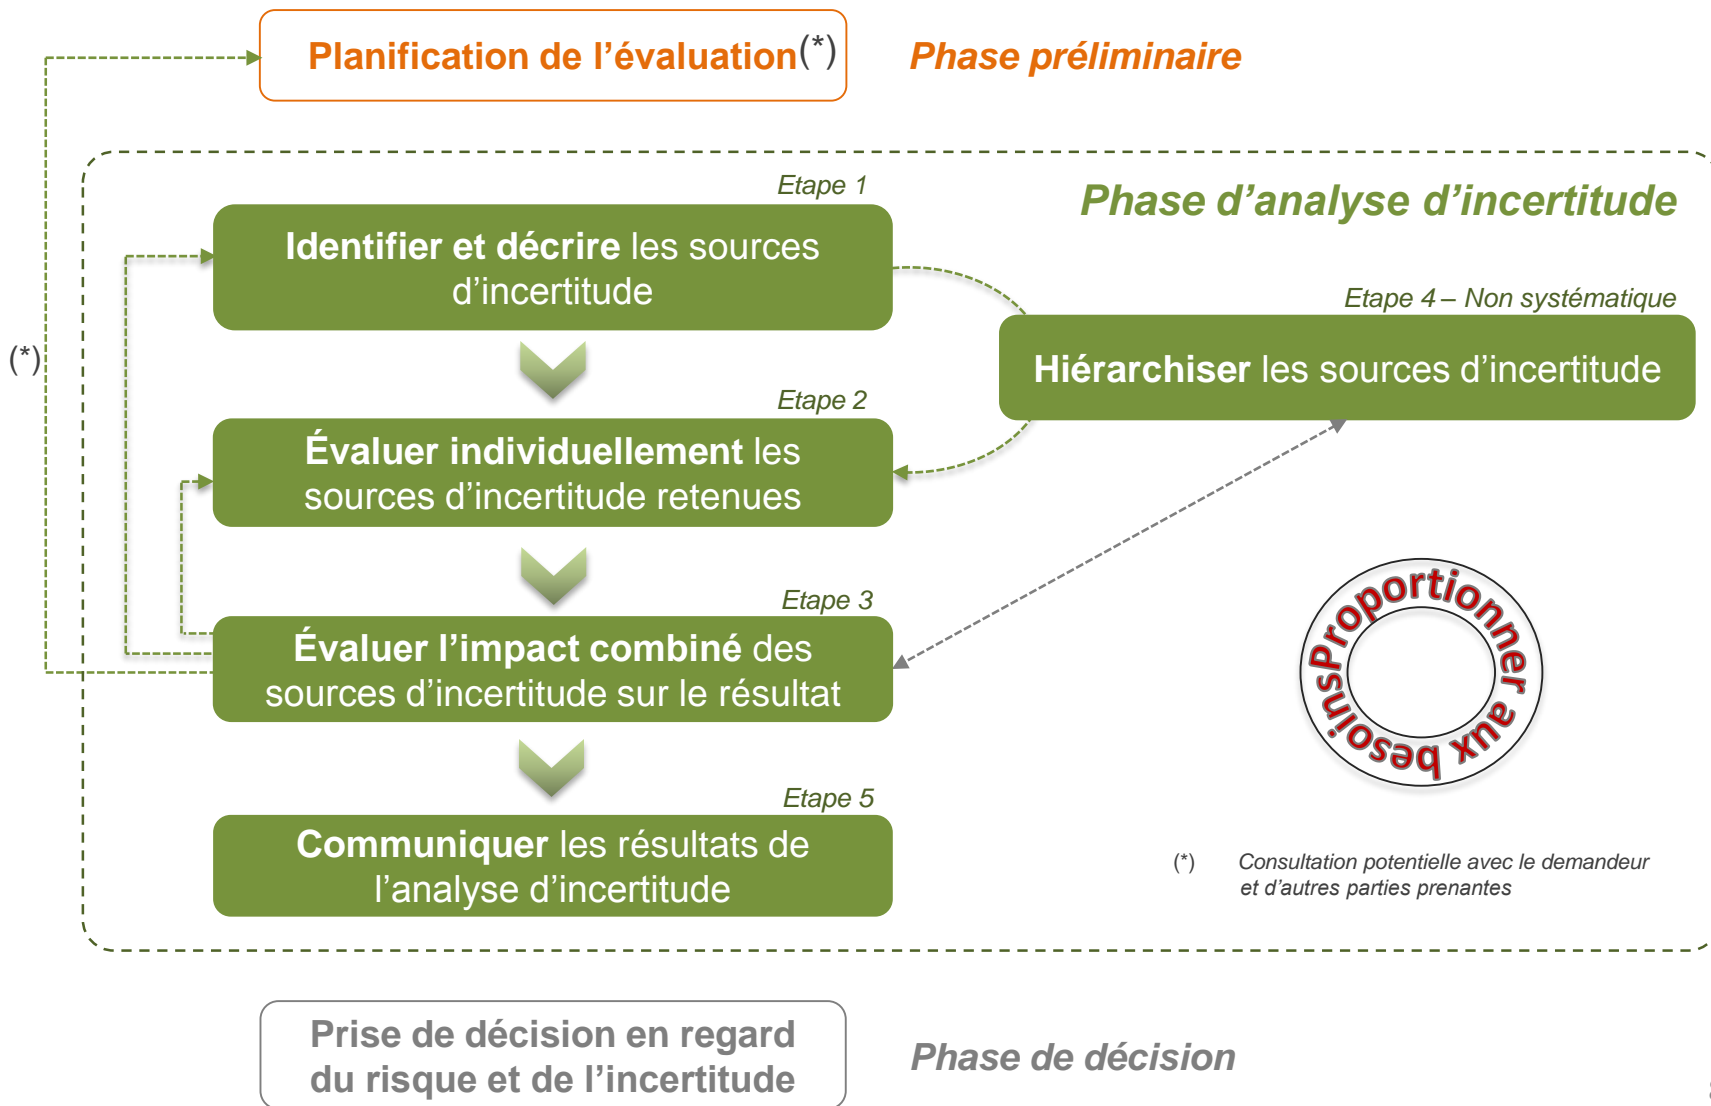 Planification de l’évaluation(*)
Phase préliminaire
Phase d’analyse d’incertitude
Etape 1
Identifier et décrire les sources
d’incertitude
Etape 4 – Non systématique
Hiérarchiser les sources d’incertitude
(*)
Etape 2
Évaluer individuellement les
sources d’incertitude retenues
Etape 3
Évaluer l’impact combiné des
sources d’incertitude sur le résultat
Proportionner aux besoins
Etape 5
Communiquer les résultats de
l’analyse d’incertitude
(*) Consultation potentielle avec le demandeur
et d’autres parties prenantes
Prise de décision en regard
du risque et de l’incertitude
Phase de décision